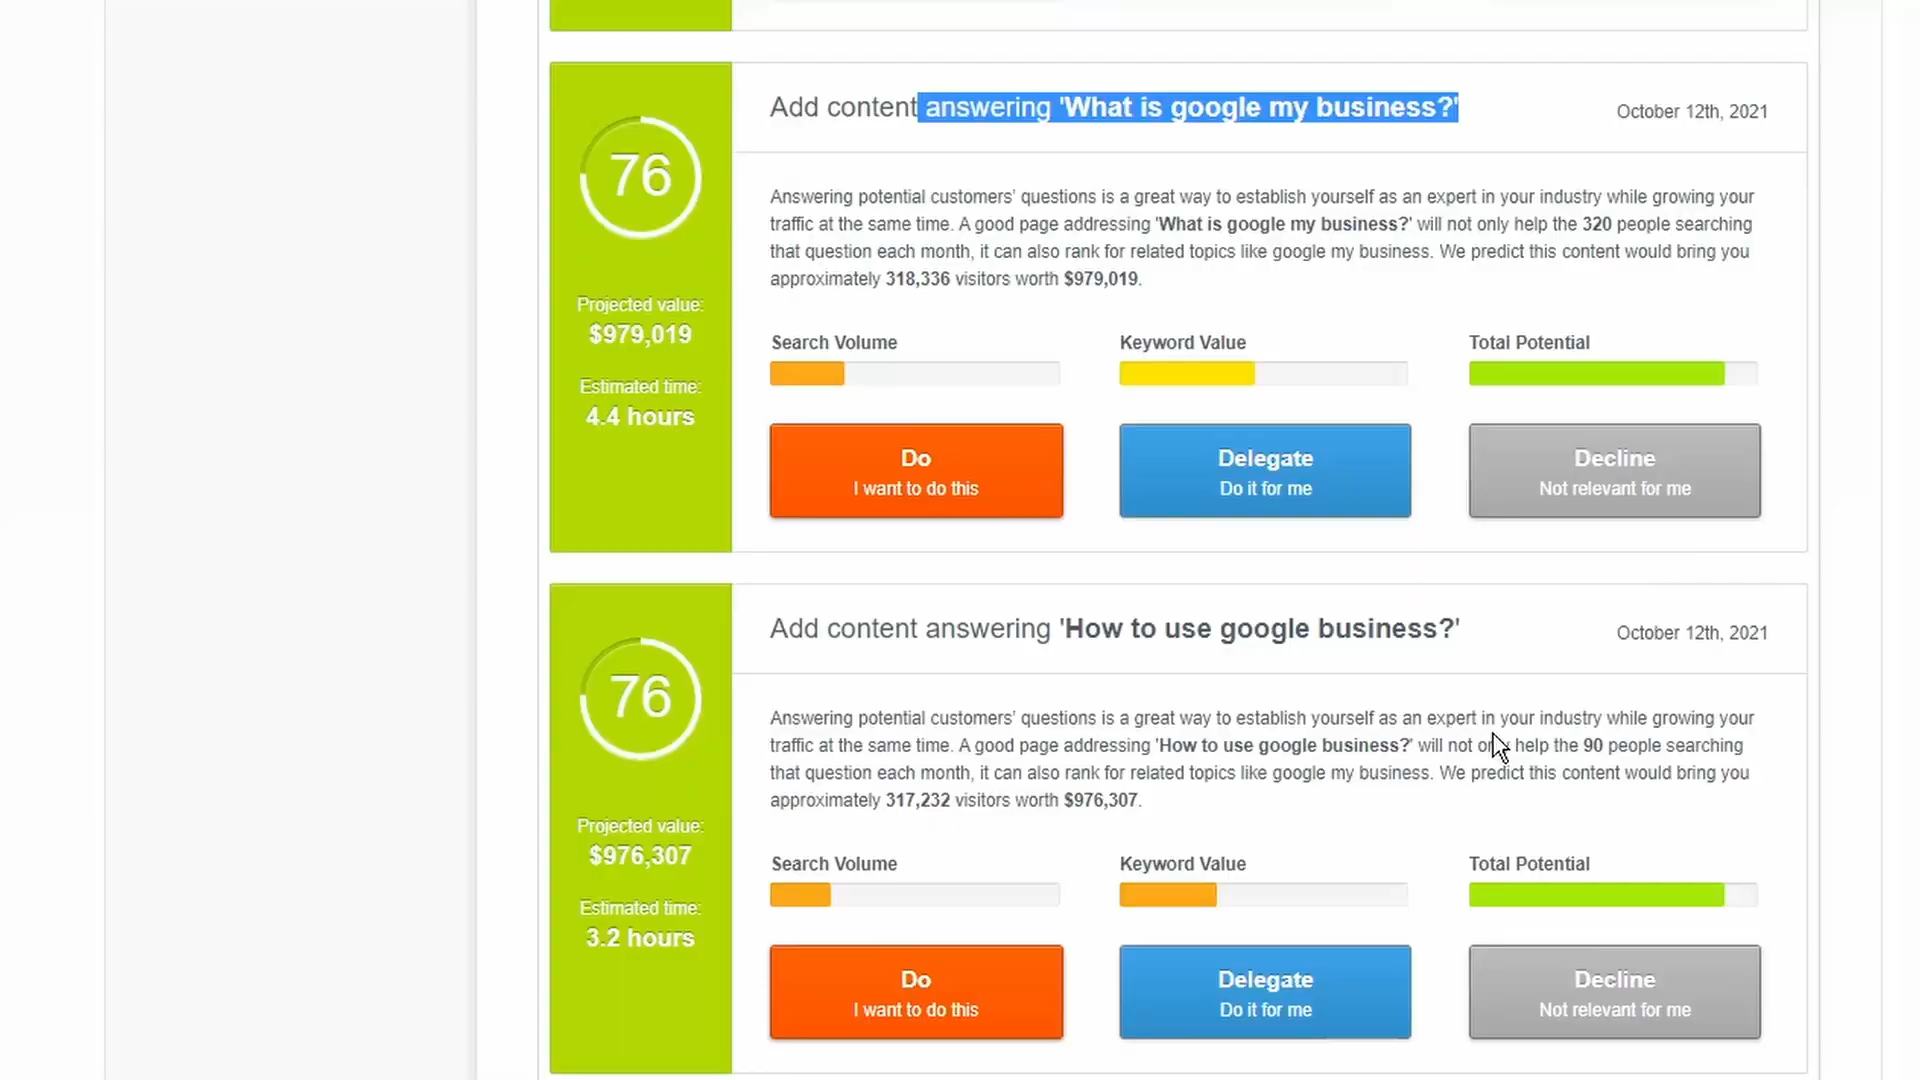 Add content answering 'What is google my business?'
October 12th, 2021
76
Projected value:
$979,019
Estimated time:
4.4 hours
Answering potential customers' questions is a great way to establish yourself as an expert in your industry while growing your
traffic at the same time. A good page addressing 'What is google my business?' will not only help the 320 people searching
that question each month, it can also rank for related topics like google my business. We predict this content would bring you
approximately 318,336 visitors worth $979,019.
Search Volume
Keyword Value
Total Potential
Do
I want to do this
Delegate
Do it for me
Decline
Not relevant for me
Add content answering 'How to use google business?'
October 12th, 2021
76
Projected value:
$976,307
Estimated time:
3.2 hours
Answering potential customers' questions is a great way to establish yourself as an expert in your industry while growing your
traffic at the same time. A good page addressing 'How to use google business?' will not only help the 90 people searching
that question each month, it can also rank for related topics like google my business. We predict this content would bring you
approximately 317,232 visitors worth $976,307.
Search Volume
Keyword Value
Total Potential
Do
I want to do this
Delegate
Do it for me
Decline
Not relevant for me